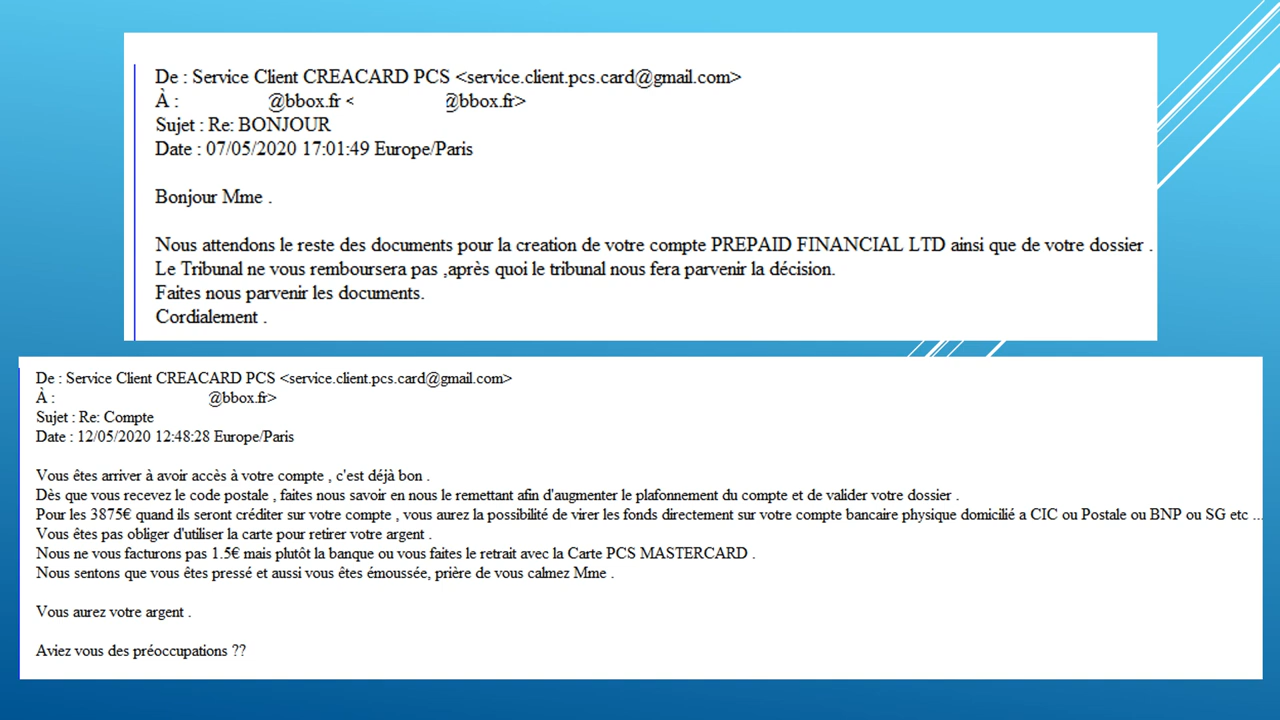 De : Service Client CREACARD PCS <service.client.pcs.card@gmail.com>
À : @bbox.fr < @bbox.fr>
Sujet : Re: BONJOUR
Date : 07/05/2020 17:01:49 Europe/Paris
Bonjour Mme .
Nous attendons le reste des documents pour la creation de votre compte PREPAID FINANCIAL LTD ainsi que de votre dossier .
Le Tribunal ne vous remboursera pas ,après quoi le tribunal nous fera parvenir la décision.
Faites nous parvenir les documents.
Cordialement .
De : Service Client CREACARD PCS <service.client.pcs.card@gmail.com>
À : @bbox.fr>
Sujet : Re: Compte
Date : 12/05/2020 12:48:28 Europe/Paris
Vous êtes arriver à avoir accès à votre compte , c'est déjà bon .
Dès que vous recevez le code postale , faites nous savoir en nous le remettant afin d'augmenter le plafonnement du compte et de valider votre dossier .
Pour les 3875€ quand ils seront créditer sur votre compte , vous aurez la possibilité de virer les fonds directement sur votre compte bancaire physique domicilié a CIC ou Postale ou BNP ou SG etc ...
Vous êtes pas obliger d'utiliser la carte pour retirer votre argent .
Nous ne vous facturons pas 1.5€ mais plutôt la banque ou vous faites le retrait avec la Carte PCS MASTERCARD .
Nous sentons que vous êtes pressé et aussi vous êtes émoussée, prière de vous calmez Mme .
Vous aurez votre argent .
Aviez vous des préoccupations ??